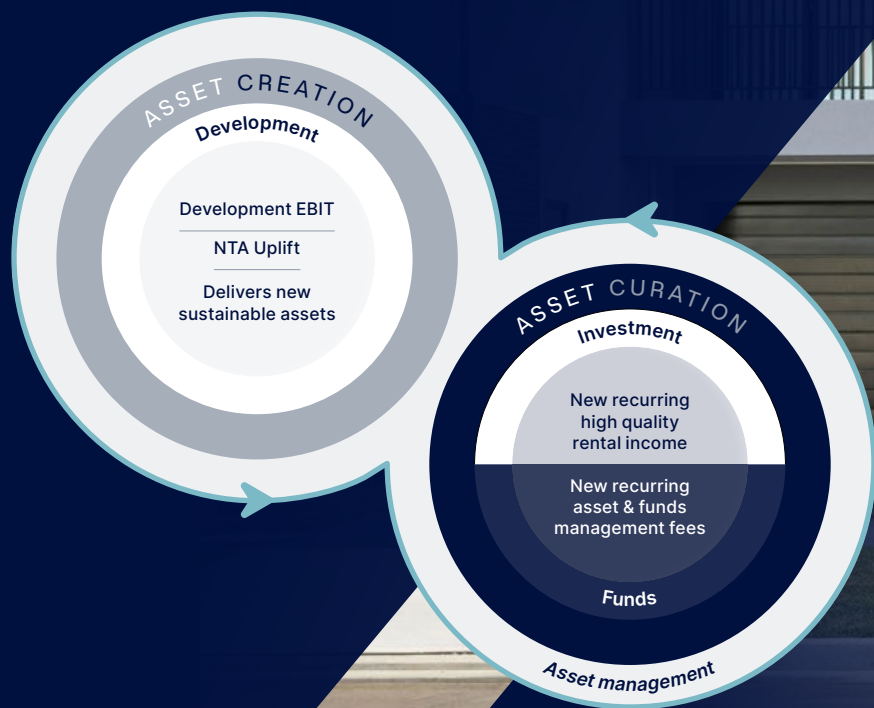 ASSET CREATION
Development
Development EBIT
NTA Uplift
Delivers new
sustainable assets
ASSET CURATION
Investment
New recurring
high quality
rental income
New recurring
asset & funds
management fees
Funds
Asset management